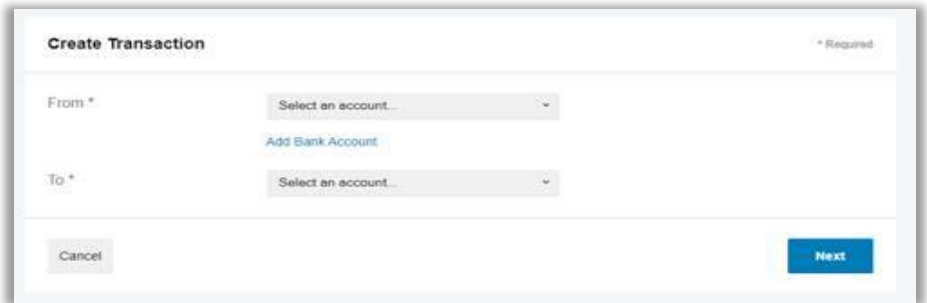 Create Transaction * Required
From * Select an account...
Add Bank Account
To * Select an account...
Cancel Next